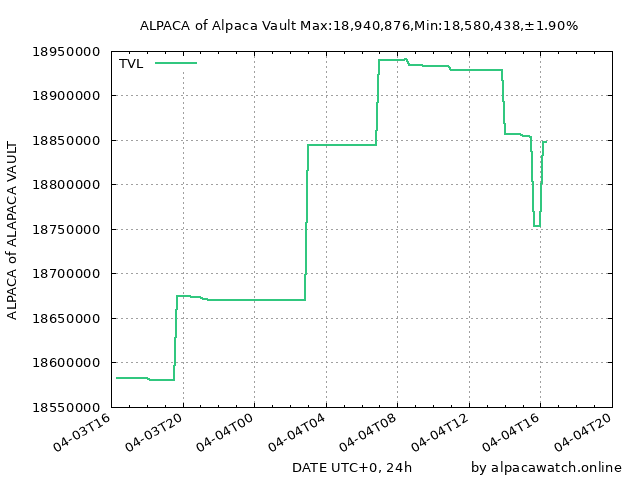 ALPACA of Alpaca Vault Max:18,940,876,Min:18,580,438,±1.90%
TVL
ALPACA of ALAPACA VAULT
18950000
18900000
18850000
18800000
18750000
18700000
18650000
18600000
18550000
04-03T16
04-03T20
04-04T00
04-04T04
04-04T08
04-04T12
04-04T16
04-04T20
DATE UTC+0, 24h
by alpacawatch.online